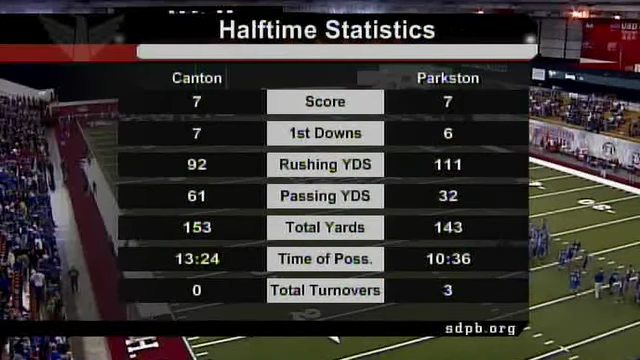 Halftime Statistics
Canton Parkston
7 Score 7
7 1st Downs 6
92 Rushing YDS 111
61 Passing YDS 32
153 Total Yards 143
13:24 Time of Poss. 10:36
0 Total Turnovers 3
sdpb.org